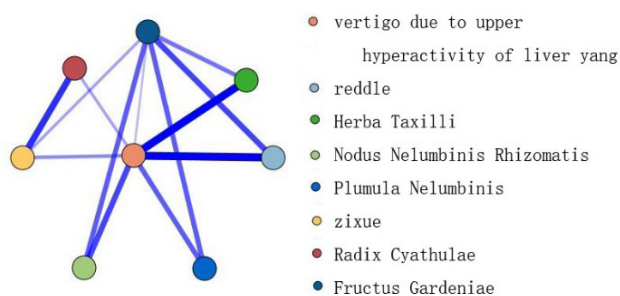 vertigo due to upper
hyperactivity of liver yang
reddle
Herba Taxilli
Nodus Nelumbinis Rhizomatis
Plumula Nelumbinis
zixue
Radix Cyathulae
Fructus Gardeniae